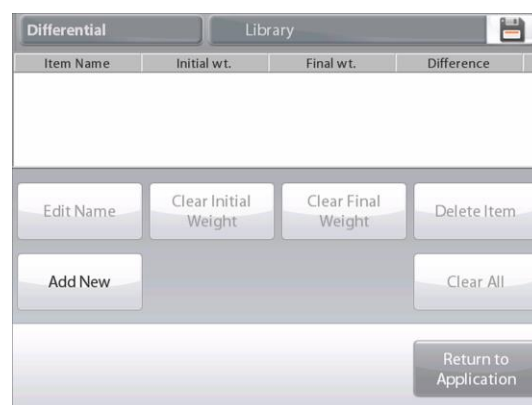 Differential Library
Item Name Initial wt. Final wt. Difference
Edit Name Clear Initial Weight Clear Final Weight Delete Item
Add New Clear All
Return to Application